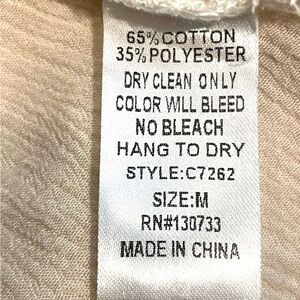 65% COTTON
35% POLYESTER
DRY CLEAN ONLY
COLOR WILL BLEED
NO BLEACH
HANG TO DRY
STYLE:C7262
SIZE:M
RN#130733
MADE IN CHINA